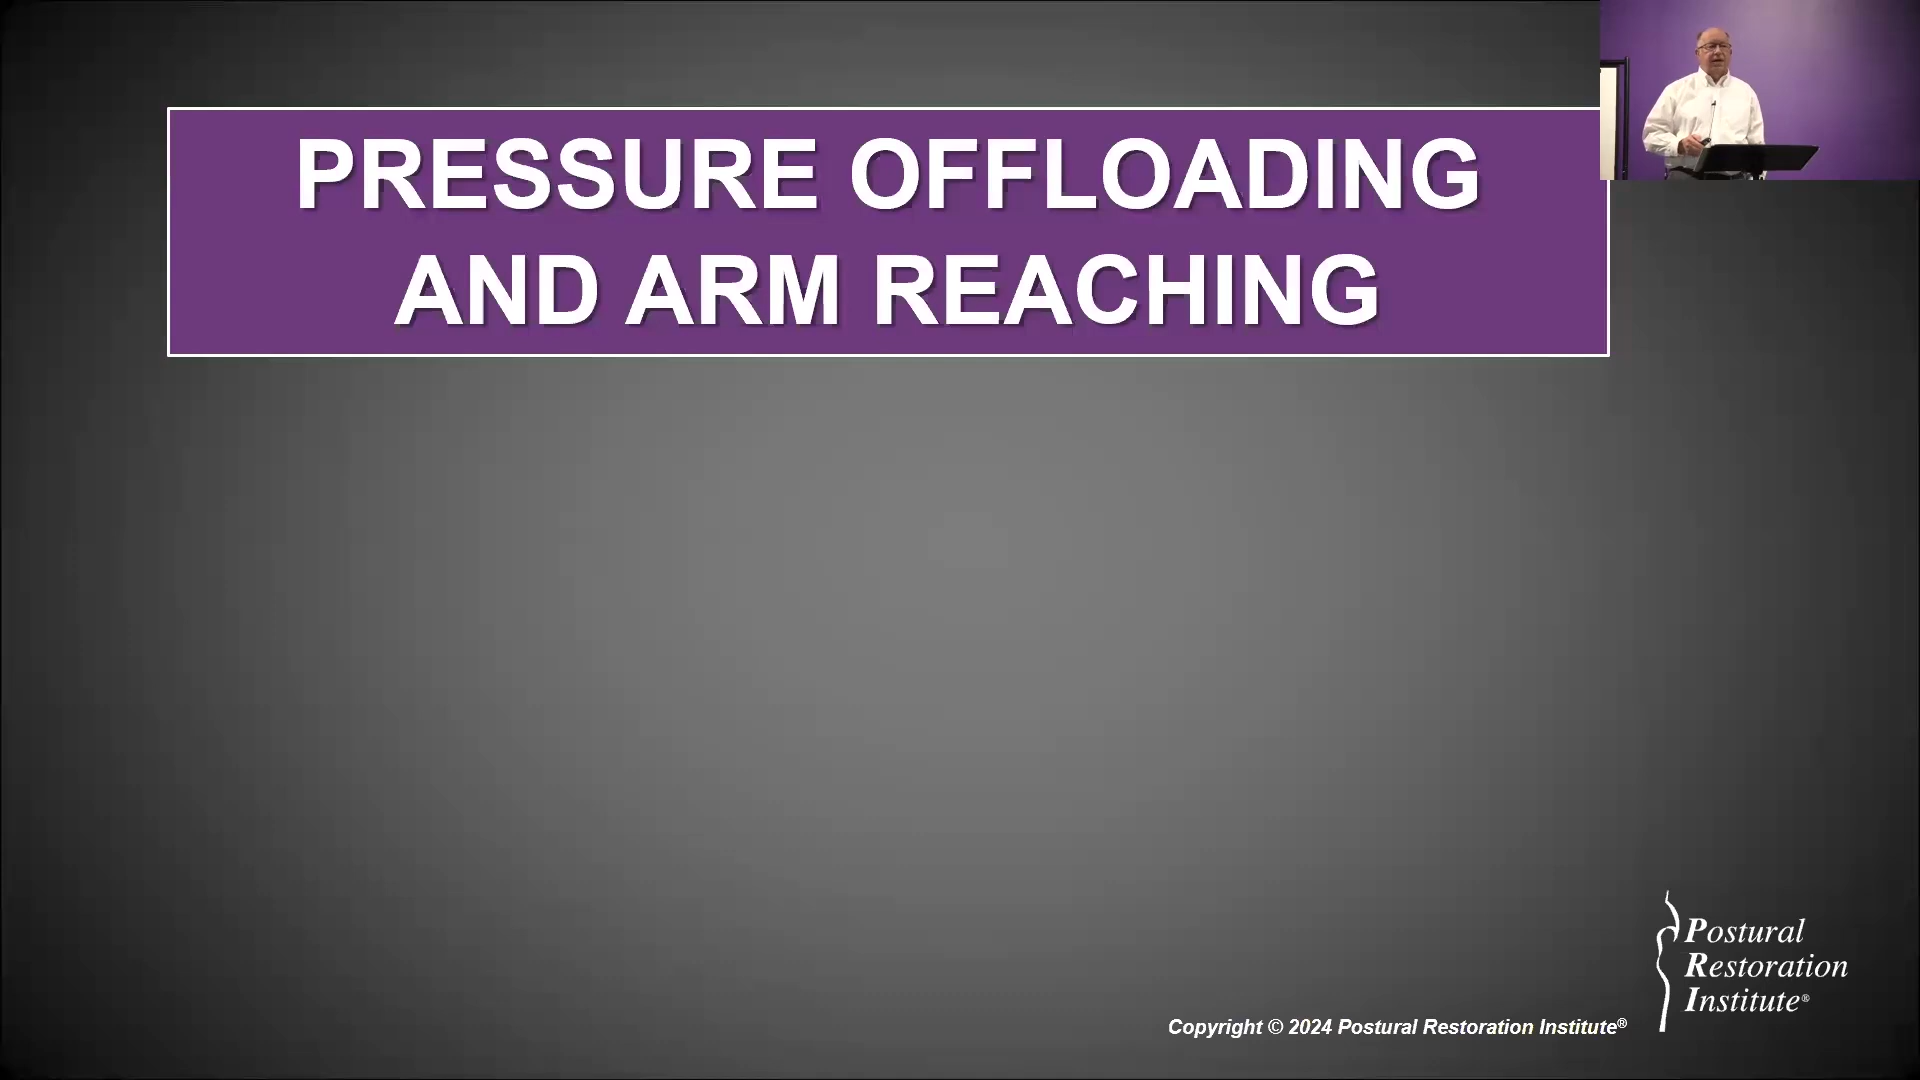 PRESSURE OFFLOADING
AND ARM REACHING
Postural
Restoration
Institute®
Copyright © 2024 Postural Restoration Institute®